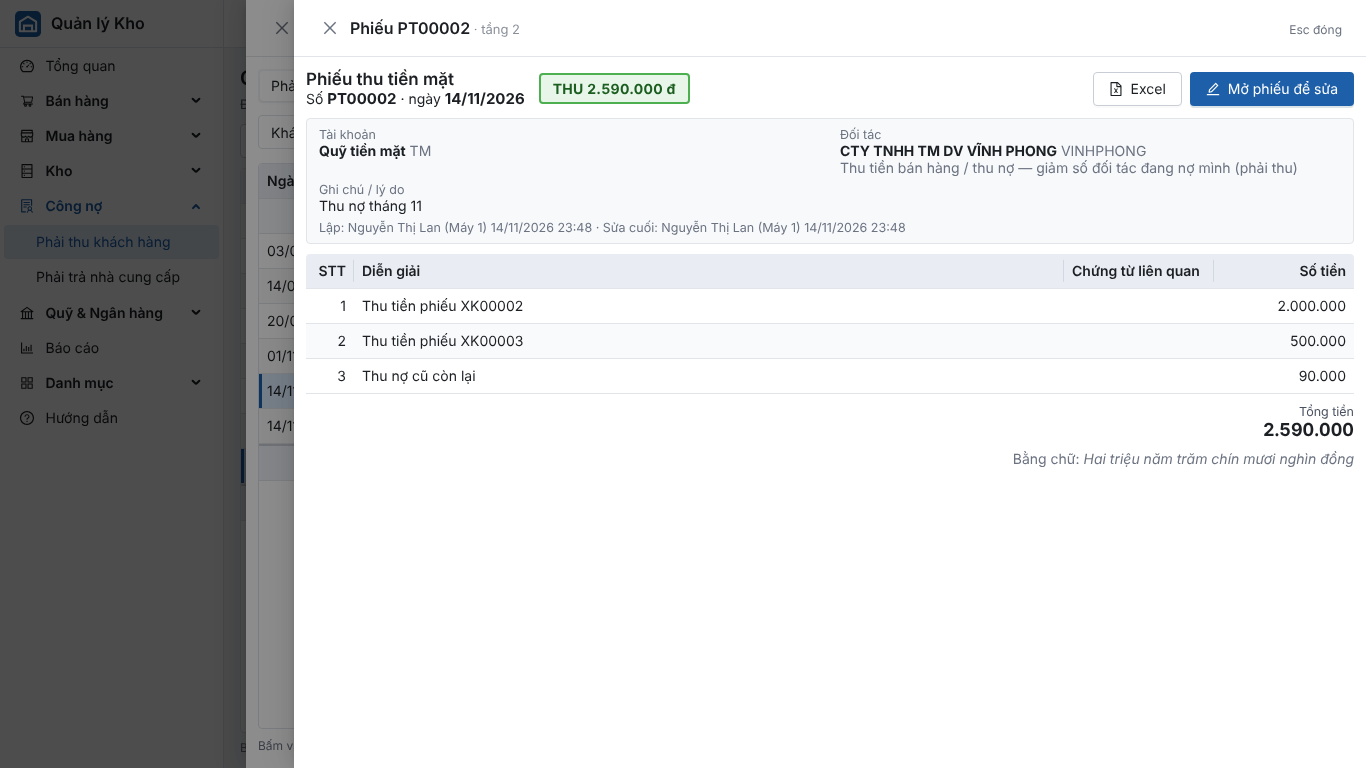 Quản lý Kho
Tổng quan
Bán hàng
Mua hàng
Kho
Công nợ
Phải thu khách hàng
Phải trả nhà cung cấp
Quỹ & Ngân hàng
Báo cáo
Danh mục
Hướng dẫn
Phiếu PT00002 · tầng 2
Esc đóng
Phiếu thu tiền mặt
Số PT00002 · ngày 14/11/2026
THU 2.590.000 đ
Excel
Mở phiếu để sửa
Tài khoản
Quỹ tiền mặt TM
Đối tác
CTY TNHH TM DV VĨNH PHONG VINHPHONG
Thu tiền bán hàng / thu nợ — giảm số đối tác đang nợ mình (phải thu)
Ghi chú / lý do
Thu nợ tháng 11
Lập: Nguyễn Thị Lan (Máy 1) 14/11/2026 23:48 · Sửa cuối: Nguyễn Thị Lan (Máy 1) 14/11/2026 23:48
STT Diễn giải Chứng từ liên quan Số tiền
1 Thu tiền phiếu XK00002 2.000.000
2 Thu tiền phiếu XK00003 500.000
3 Thu nợ cũ còn lại 90.000
Tổng tiền
2.590.000
Bằng chữ: Hai triệu năm trăm chín mươi nghìn đồng